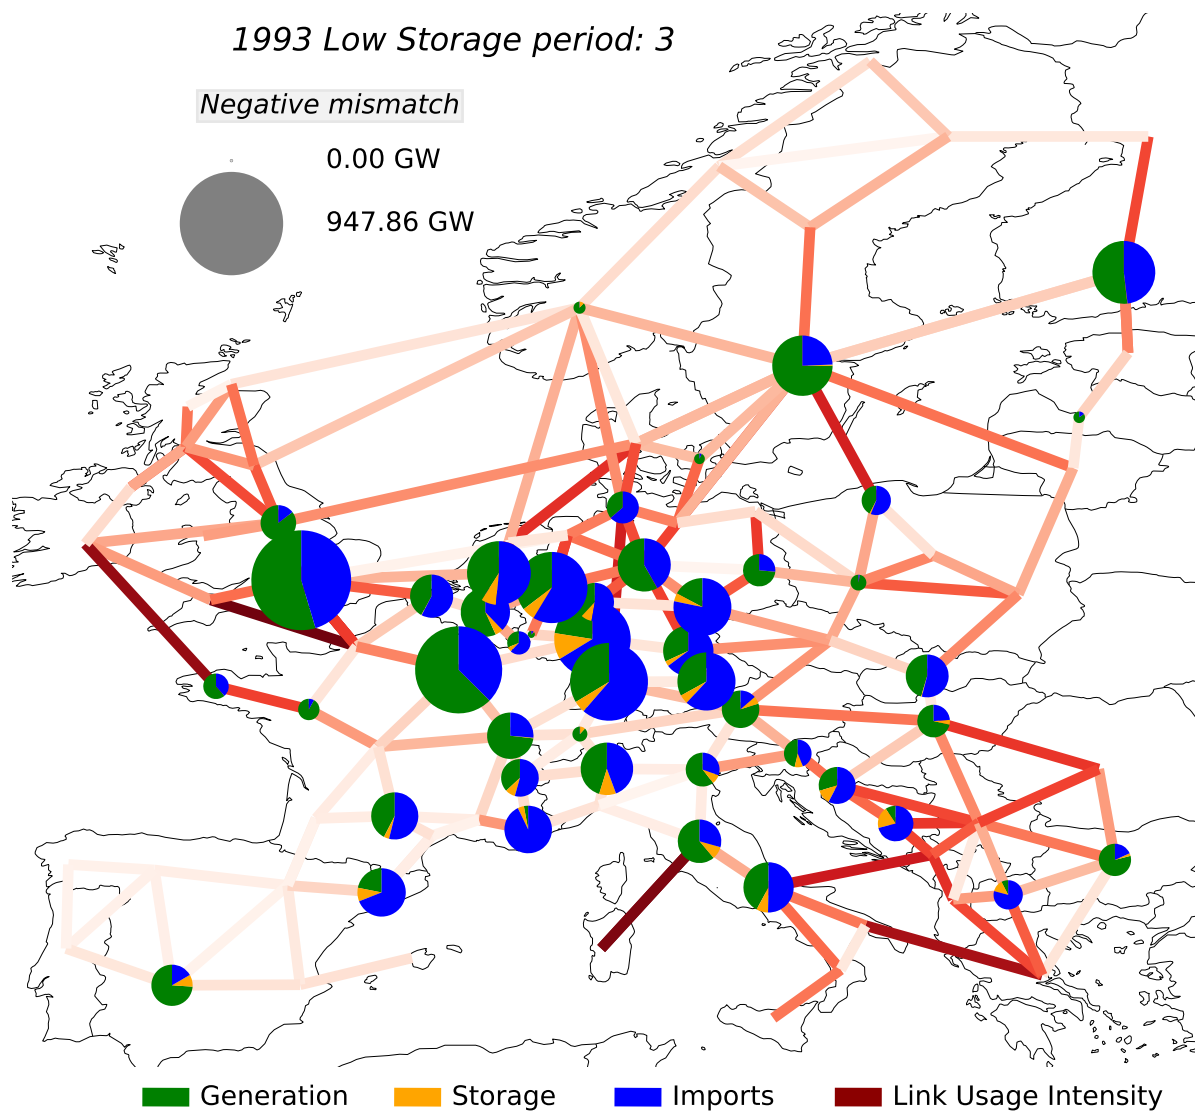 1993 Low Storage period: 3
Negative mismatch
0.00 GW
947.86 GW
Generation Storage Imports Link Usage Intensity